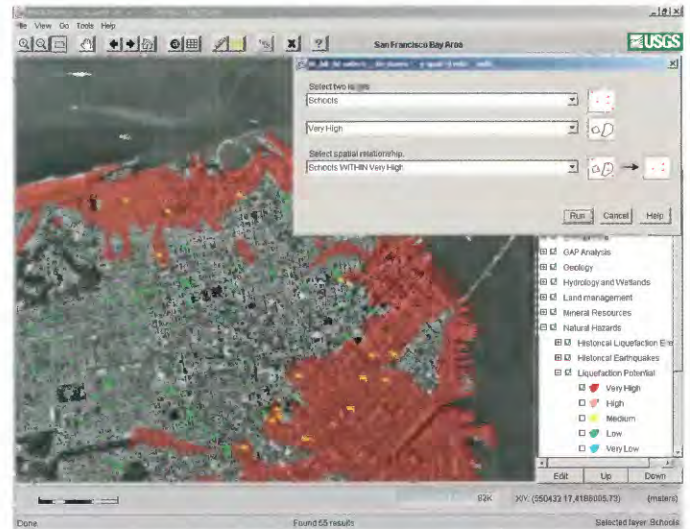 File View Go Tools Help
San Francisco Bay Area
USGS
Select two
Schools
Very High
Select spatial relationship.
Schools WITHIN Very High
Run Cancel Help
GAP Analysis
Geology
Hydrology and Wetlands
Land management
Mineral Resources
Natural Hazards
Historical Liquefaction
Historical Earthquakes
Liquefaction Potential
Very High
High
Medium
Low
Very Low
Edit Up Down
62K X/Y: (meters)
Done Found 55 results Selected layer: Schools